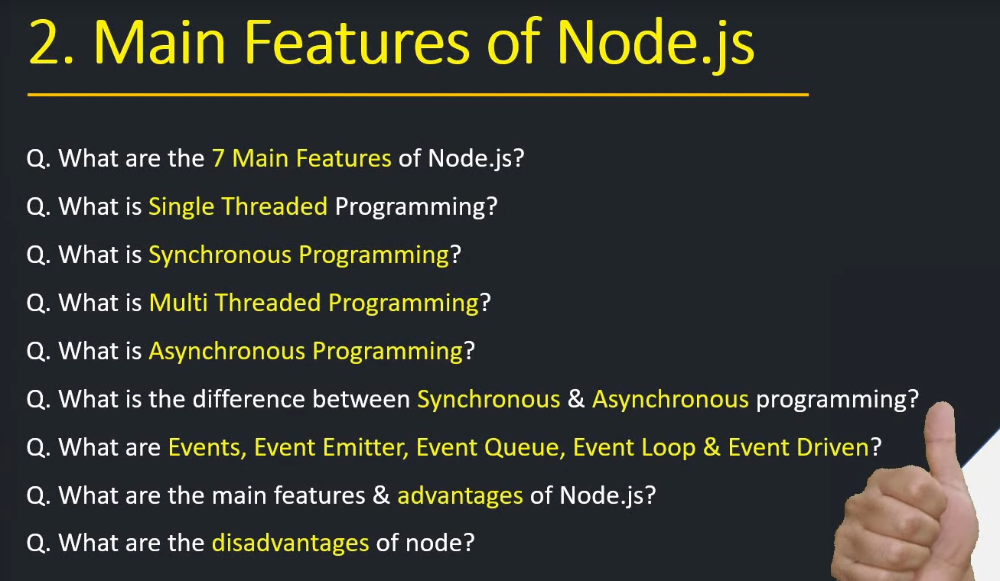 2. Main Features of Node.js
Q. What are the 7 Main Features of Node.js?
Q. What is Single Threaded Programming?
Q. What is Synchronous Programming?
Q. What is Multi Threaded Programming?
Q. What is Asynchronous Programming?
Q. What is the difference between Synchronous & Asynchronous programming?
Q. What are Events, Event Emitter, Event Queue, Event Loop & Event Driven?
Q. What are the main features & advantages of Node.js?
Q. What are the disadvantages of node?